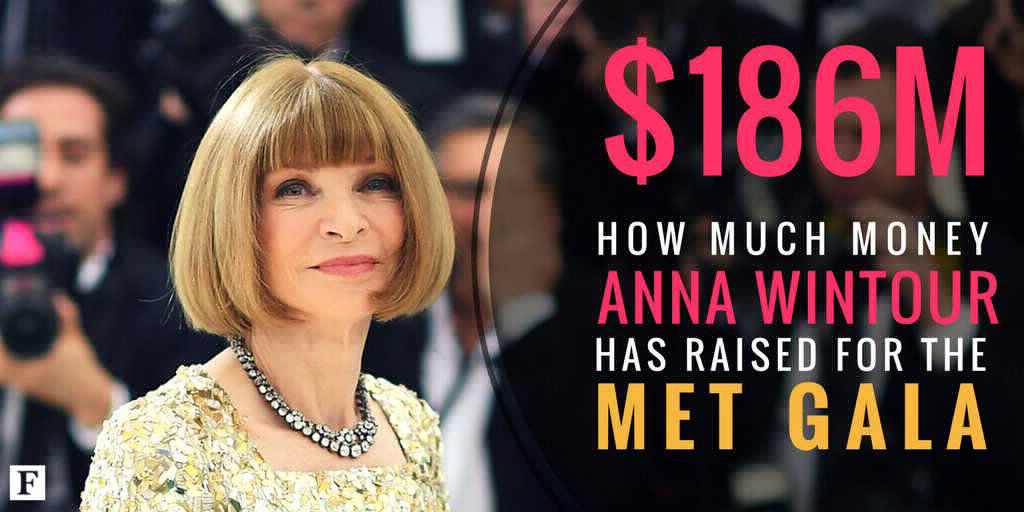 $186M
HOW MUCH MONEY
ANNA WINTOUR
HAS RAISED FOR THE
MET GALA
F